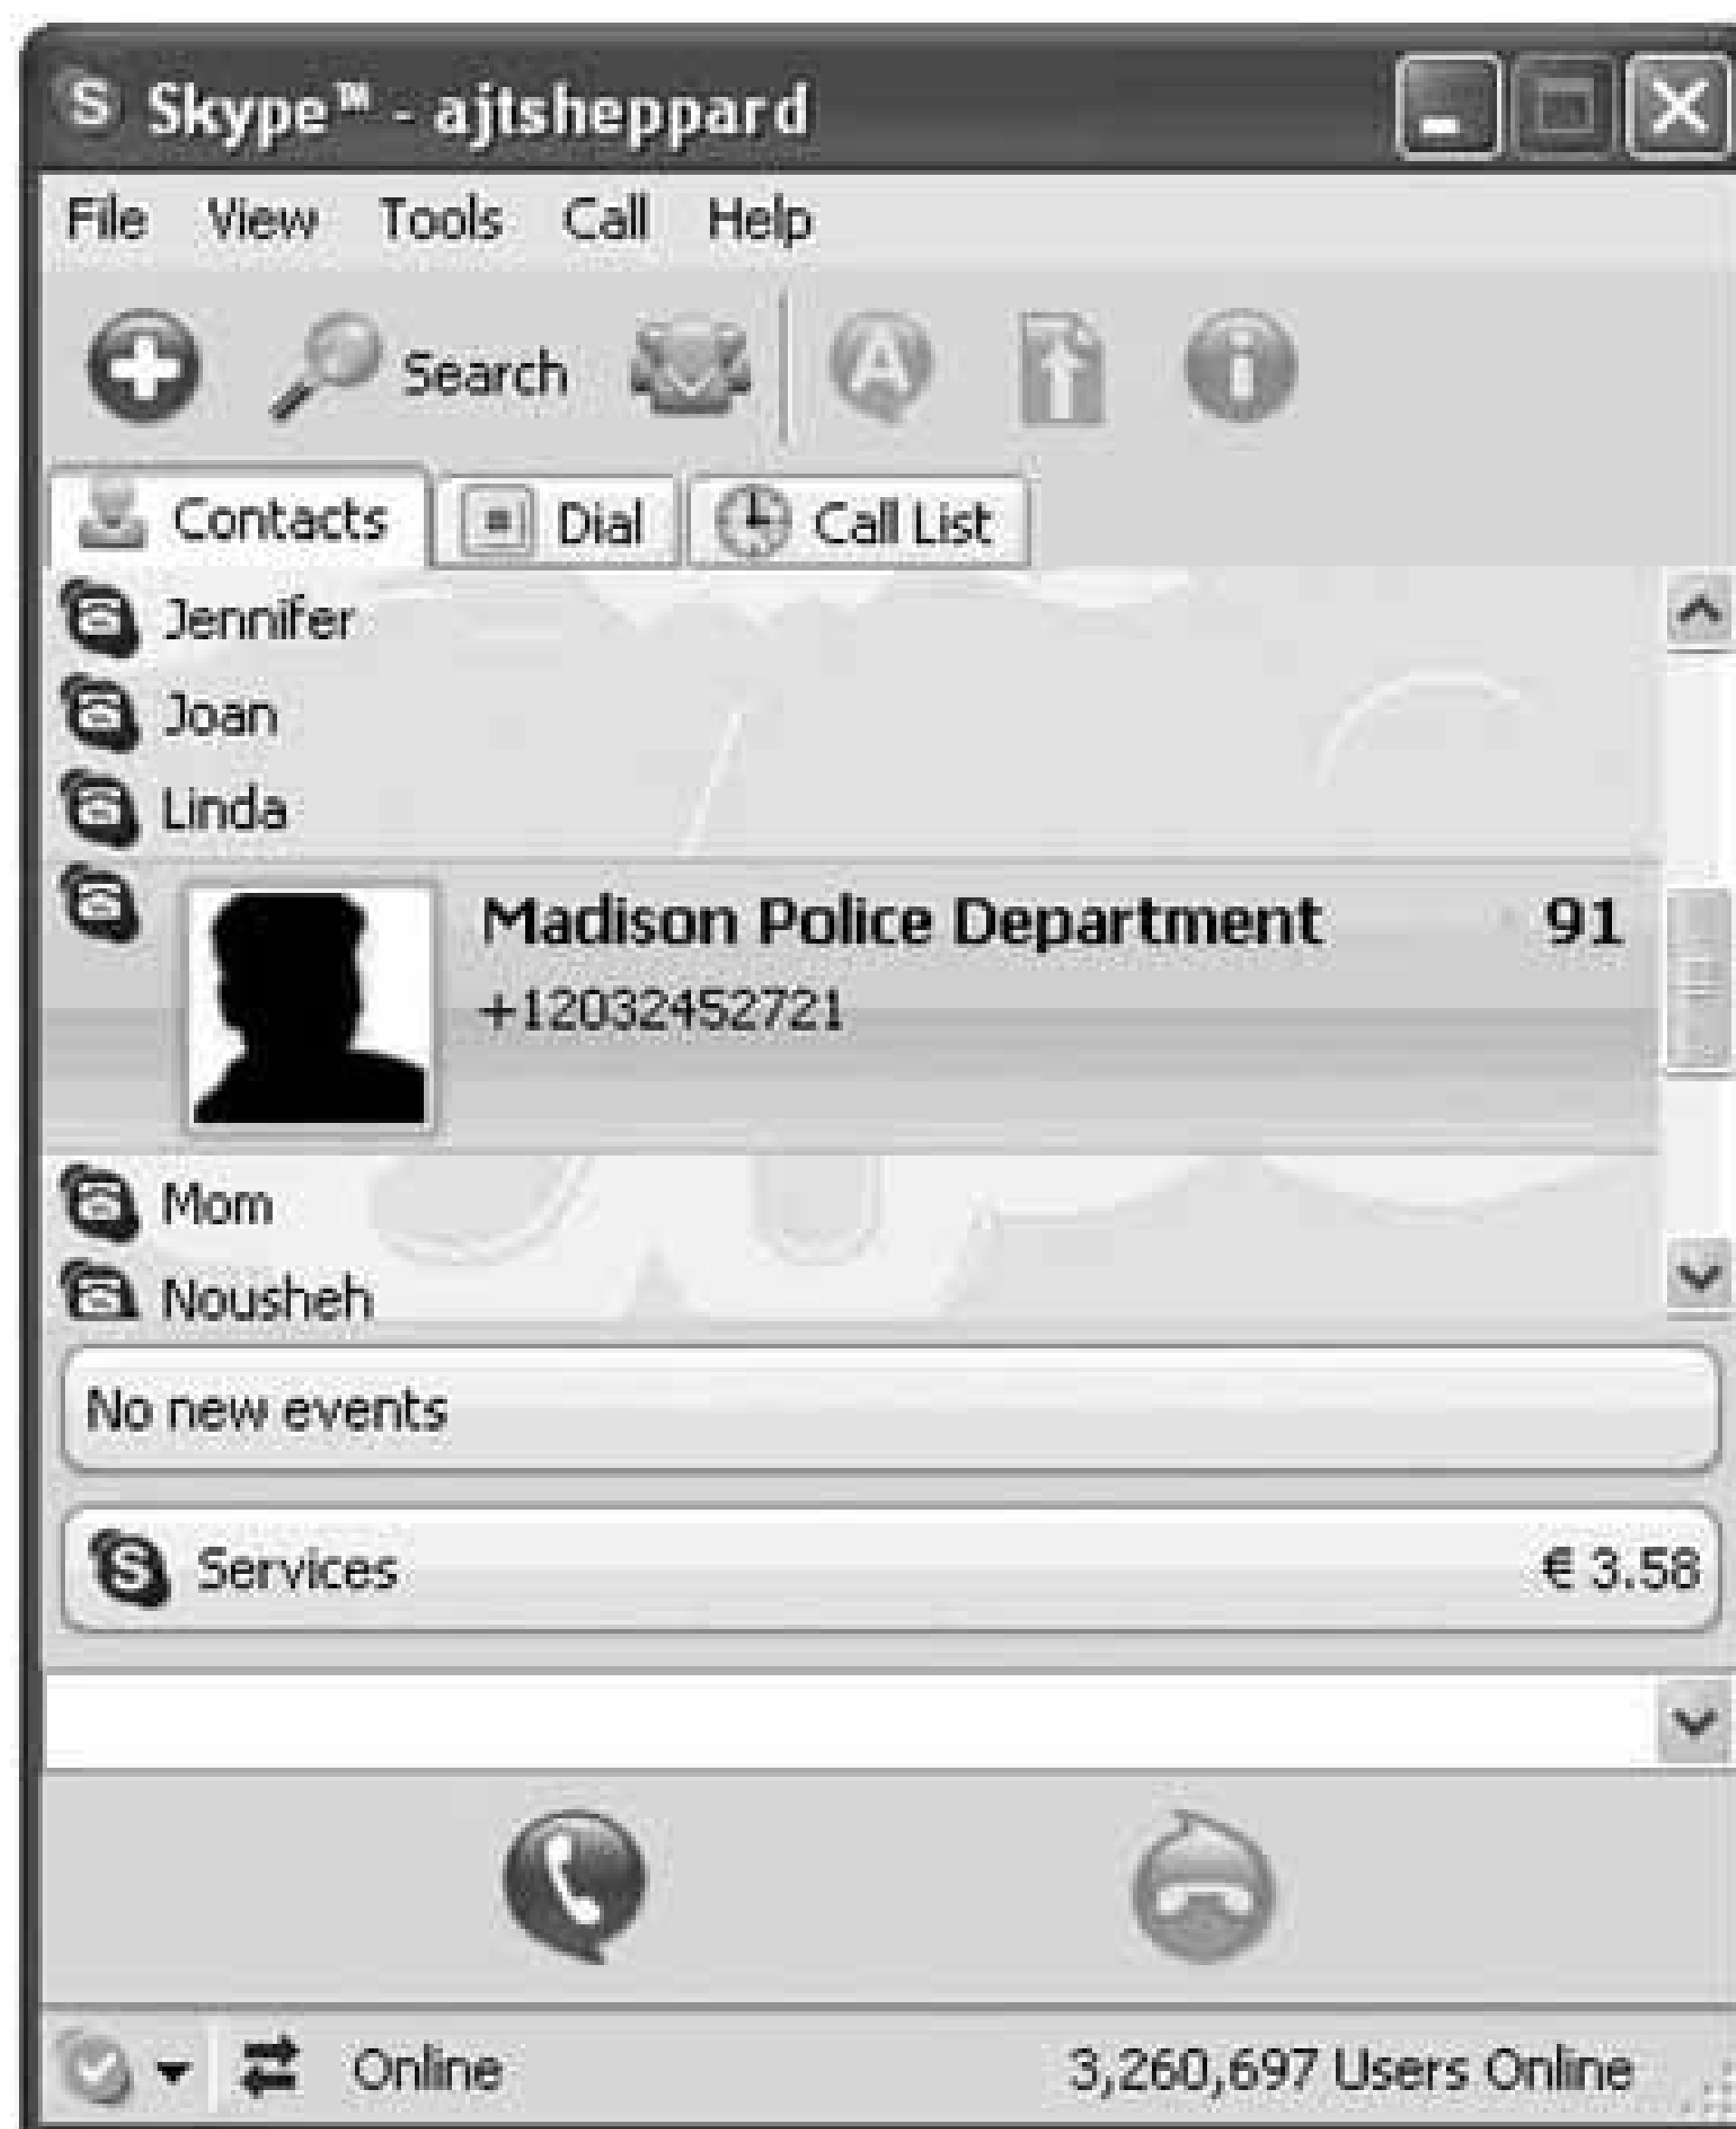 S Skype™ - ajtsheppard
File View Tools Call Help
Search A i
Contacts Dial Call List
Jennifer
Joan
Linda
Madison Police Department 91
+12032452721
Mom
Nousheh
No new events
S Services € 3.58
Online 3,260,697 Users Online